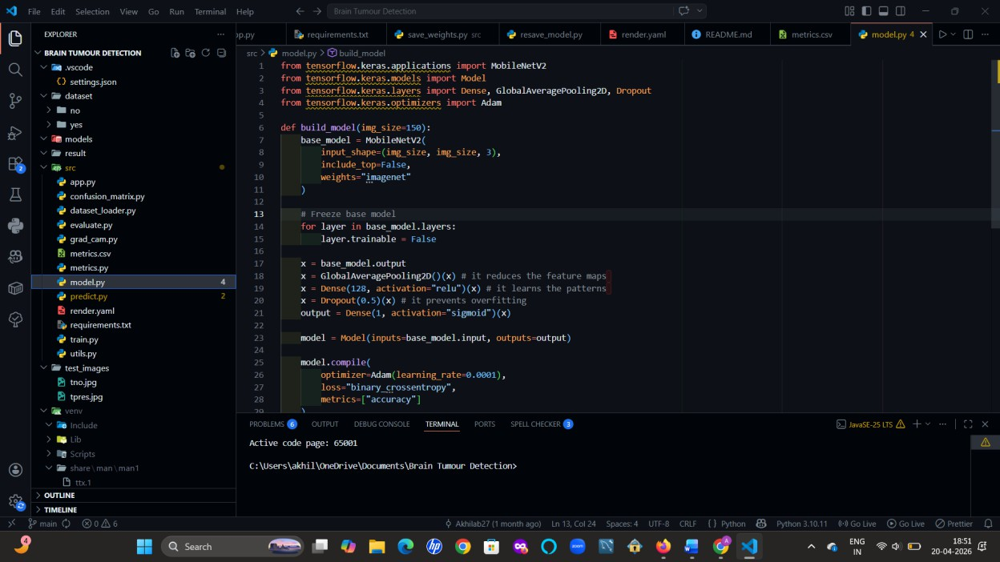 File Edit Selection View Go Run Terminal Help
Brain Tumour Detection
EXPLORER
BRAIN TUMOUR DETECTION
.vscode
settings.json
dataset
no
yes
models
result
src
app.py
confusion_matrix.py
dataset_loader.py
evaluate.py
grad_cam.py
metrics.csv
metrics.py
model.py 4
predict.py 2
render.yaml
requirements.txt
train.py
utils.py
test_images
tno.jpg
tpres.jpg
venv
Include
Lib
Scripts
share \ man \ man1
ttx.1
OUTLINE
TIMELINE
pp.py requirements.txt save_weights.py src resave_model.py render.yaml README.md metrics.csv model.py 4
src > model.py > build_model
1 from tensorflow.keras.applications import MobileNetV2
2 from tensorflow.keras.models import Model
3 from tensorflow.keras.layers import Dense, GlobalAveragePooling2D, Dropout
4 from tensorflow.keras.optimizers import Adam
5
6 def build_model(img_size=150):
7 base_model = MobileNetV2(
8 input_shape=(img_size, img_size, 3),
9 include_top=False,
10 weights="imagenet"
11 )
12
13 # Freeze base model
14 for layer in base_model.layers:
15 layer.trainable = False
16
17 x = base_model.output
18 x = GlobalAveragePooling2D()(x) # it reduces the feature maps
19 x = Dense(128, activation="relu")(x) # it learns the patterns
20 x = Dropout(0.5)(x) # it prevents overfitting
21 output = Dense(1, activation="sigmoid")(x)
22
23 model = Model(inputs=base_model.input, outputs=output)
24
25 model.compile(
26 optimizer=Adam(learning_rate=0.0001),
27 loss="binary_crossentropy",
28 metrics=["accuracy"]
29 )
PROBLEMS 6 OUTPUT DEBUG CONSOLE TERMINAL PORTS SPELL CHECKER 3
JavaSE-25 LTS
Active code page: 65001
C:\Users\akhil\OneDrive\Documents\Brain Tumour Detection>
main 0 6 Akhilab27 (1 month ago) Ln 13, Col 24 Spaces: 4 UTF-8 CRLF { } Python Python 3.10.11 Go Live Go Live Prettier
4 Search ENG 18:51
IN 20-04-2026